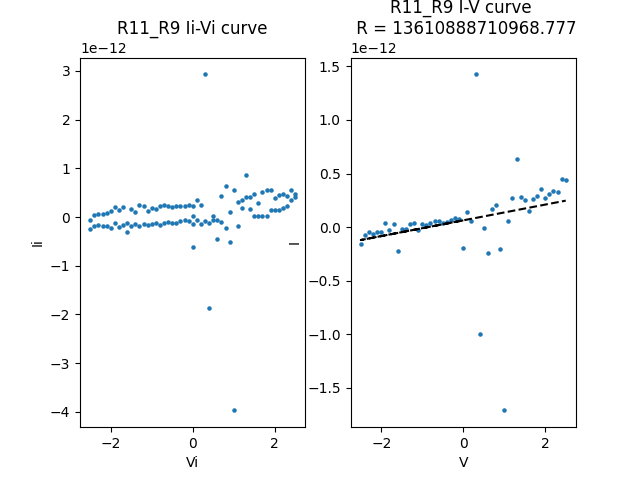 R11_R9 Ii-Vi curve
1e−12
3
2
1
0
−1
−2
−3
−4
Ii
−2
0
2
Vi
R11_R9 I-V curve
R = 13610888710968.777
1e−12
1.5
1.0
0.5
0.0
−0.5
−1.0
−1.5
I
−2
0
2
V